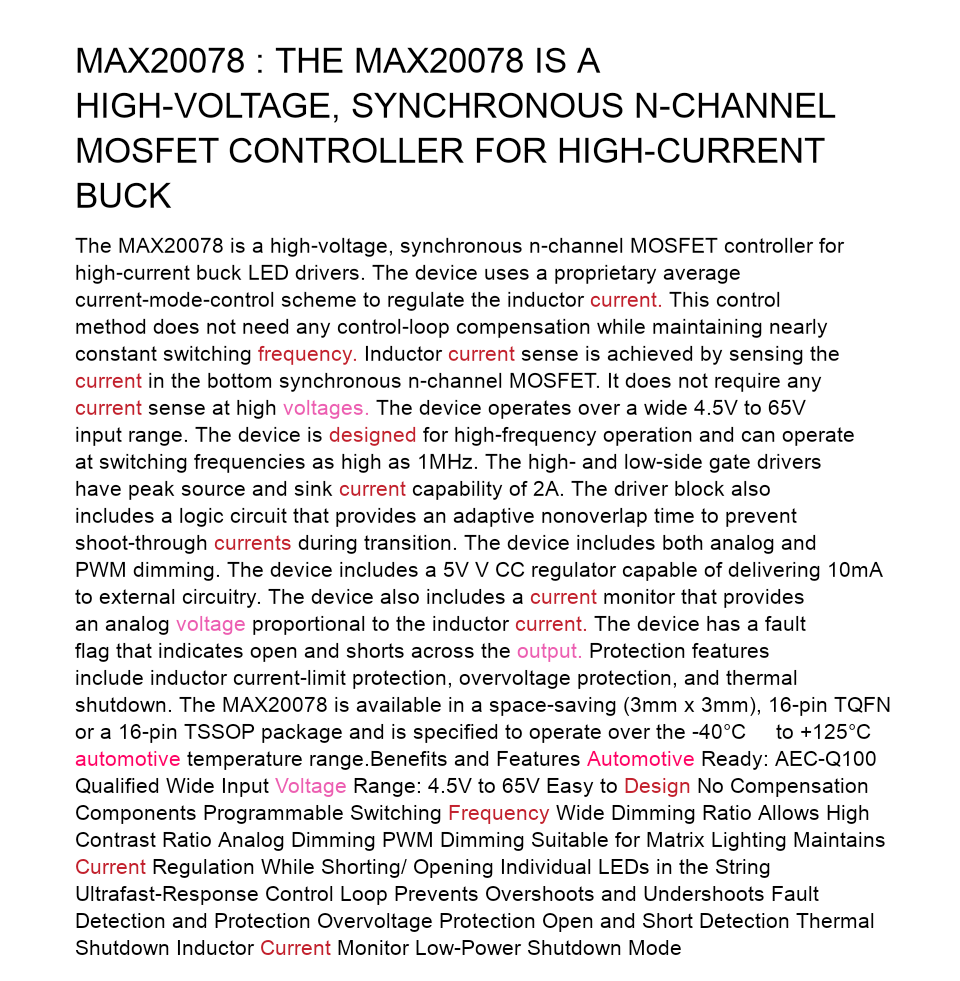 MAX20078 : THE MAX20078 IS A
HIGH-VOLTAGE, SYNCHRONOUS N-CHANNEL
MOSFET CONTROLLER FOR HIGH-CURRENT
BUCK
The MAX20078 is a high-voltage, synchronous n-channel MOSFET controller for
high-current buck LED drivers. The device uses a proprietary average
current-mode-control scheme to regulate the inductor current. This control
method does not need any control-loop compensation while maintaining nearly
constant switching frequency. Inductor current sense is achieved by sensing the
current in the bottom synchronous n-channel MOSFET. It does not require any
current sense at high voltages. The device operates over a wide 4.5V to 65V
input range. The device is designed for high-frequency operation and can operate
at switching frequencies as high as 1MHz. The high- and low-side gate drivers
have peak source and sink current capability of 2A. The driver block also
includes a logic circuit that provides an adaptive nonoverlap time to prevent
shoot-through currents during transition. The device includes both analog and
PWM dimming. The device includes a 5V V CC regulator capable of delivering 10mA
to external circuitry. The device also includes a current monitor that provides
an analog voltage proportional to the inductor current. The device has a fault
flag that indicates open and shorts across the output. Protection features
include inductor current-limit protection, overvoltage protection, and thermal
shutdown. The MAX20078 is available in a space-saving (3mm x 3mm), 16-pin TQFN
or a 16-pin TSSOP package and is specified to operate over the -40°C to +125°C
automotive temperature range.Benefits and Features Automotive Ready: AEC-Q100
Qualified Wide Input Voltage Range: 4.5V to 65V Easy to Design No Compensation
Components Programmable Switching Frequency Wide Dimming Ratio Allows High
Contrast Ratio Analog Dimming PWM Dimming Suitable for Matrix Lighting Maintains
Current Regulation While Shorting/ Opening Individual LEDs in the String
Ultrafast-Response Control Loop Prevents Overshoots and Undershoots Fault
Detection and Protection Overvoltage Protection Open and Short Detection Thermal
Shutdown Inductor Current Monitor Low-Power Shutdown Mode